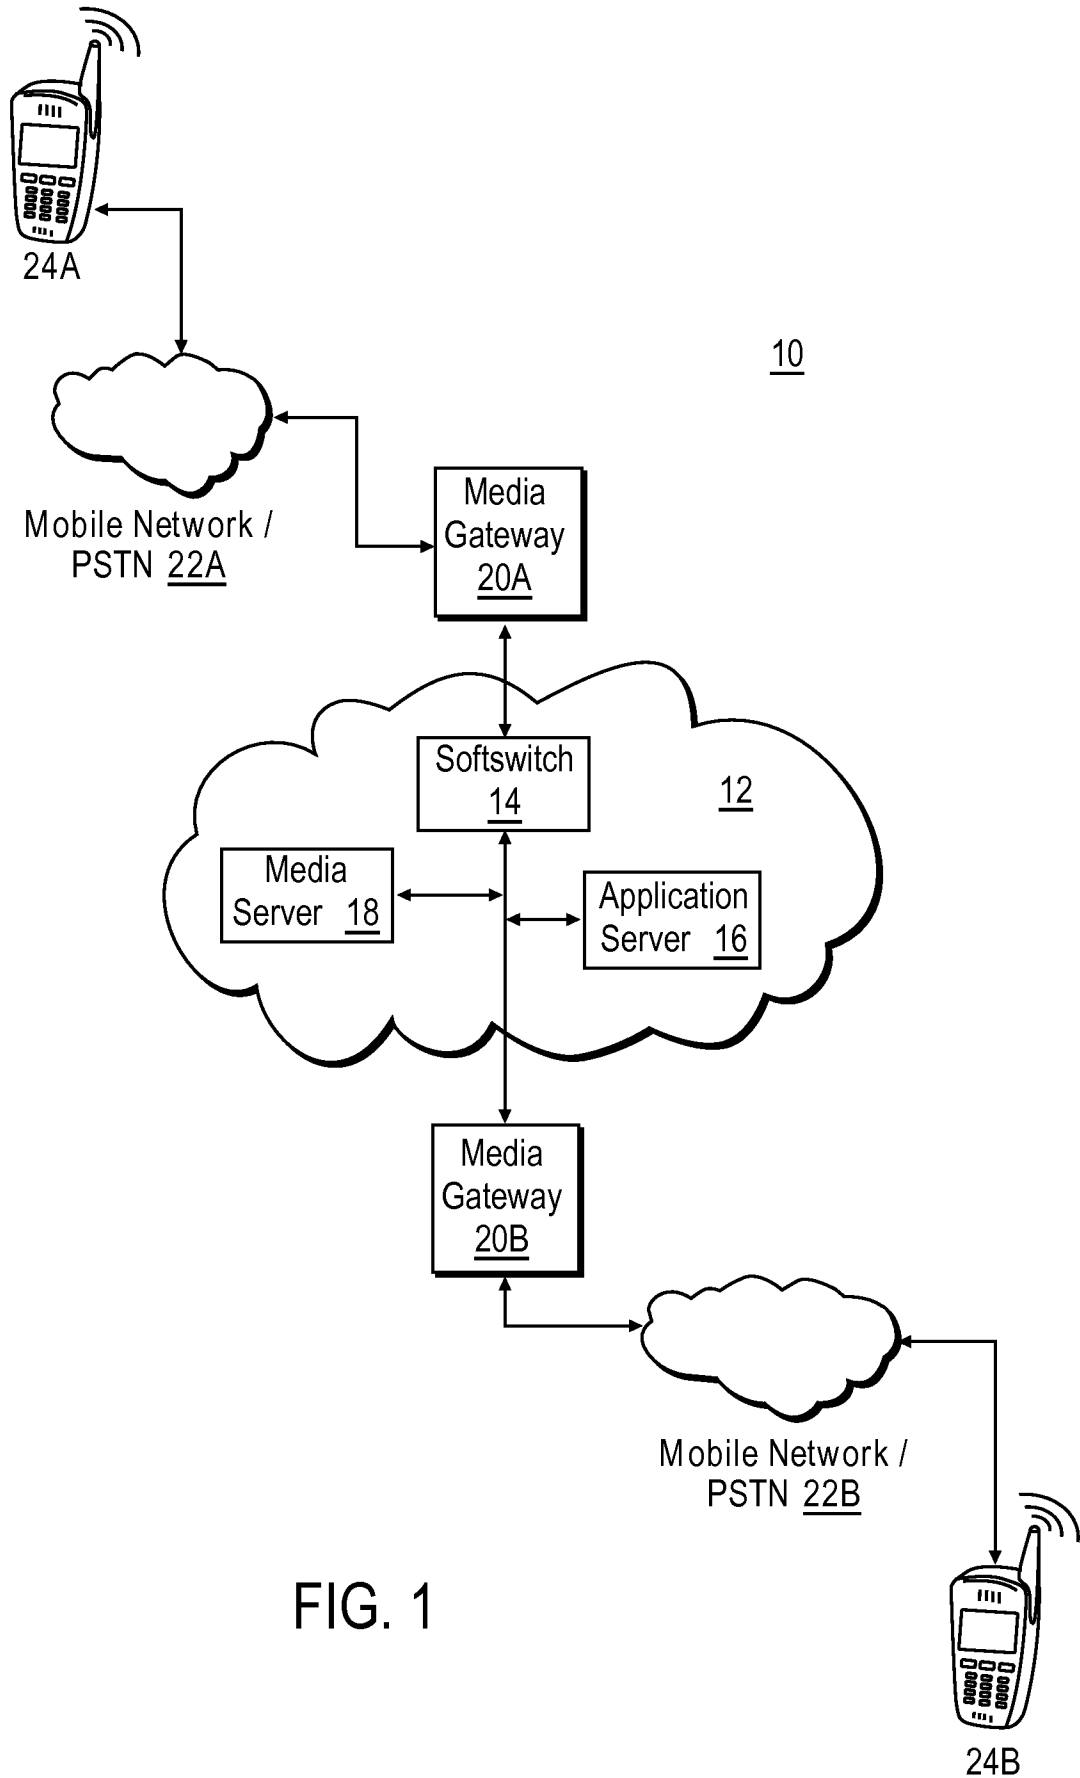 24A
10
Mobile Network /
PSTN 22A
Media
Gateway
20A
Softswitch
14
12
Media
Server 18
Application
Server 16
Media
Gateway
20B
Mobile Network /
PSTN 22B
FIG. 1
24B